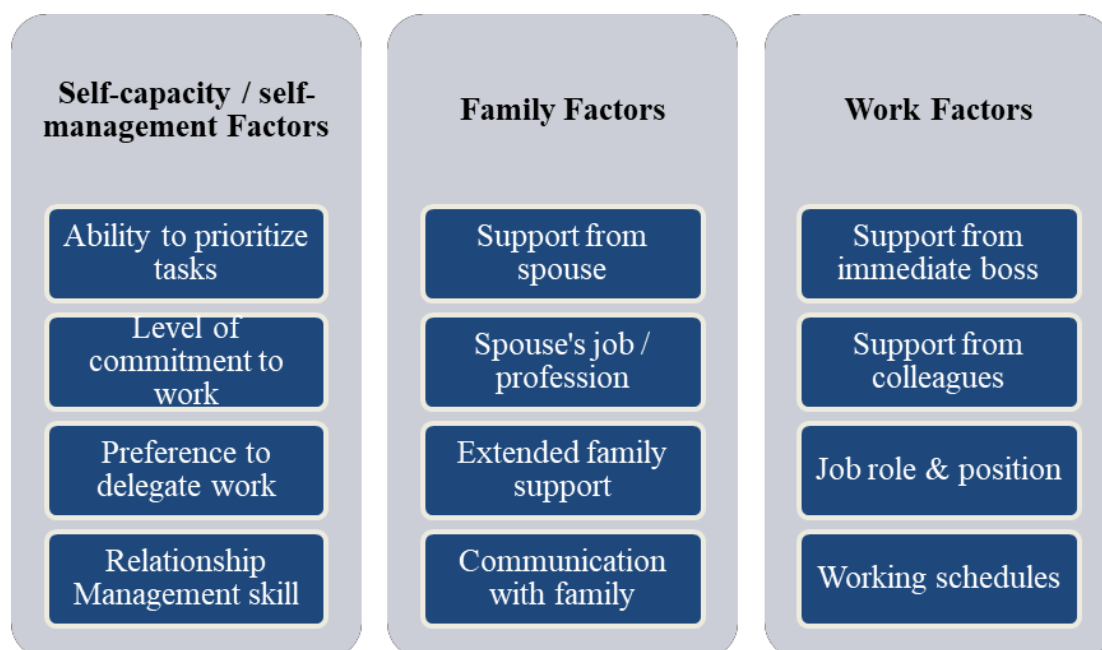 Self-capacity / self-
management Factors
Ability to prioritize
tasks
Level of
commitment to
work
Preference to
delegate work
Relationship
Management skill
Family Factors
Support from
spouse
Spouse's job /
profession
Extended family
support
Communication
with family
Work Factors
Support from
immediate boss
Support from
colleagues
Job role & position
Working schedules